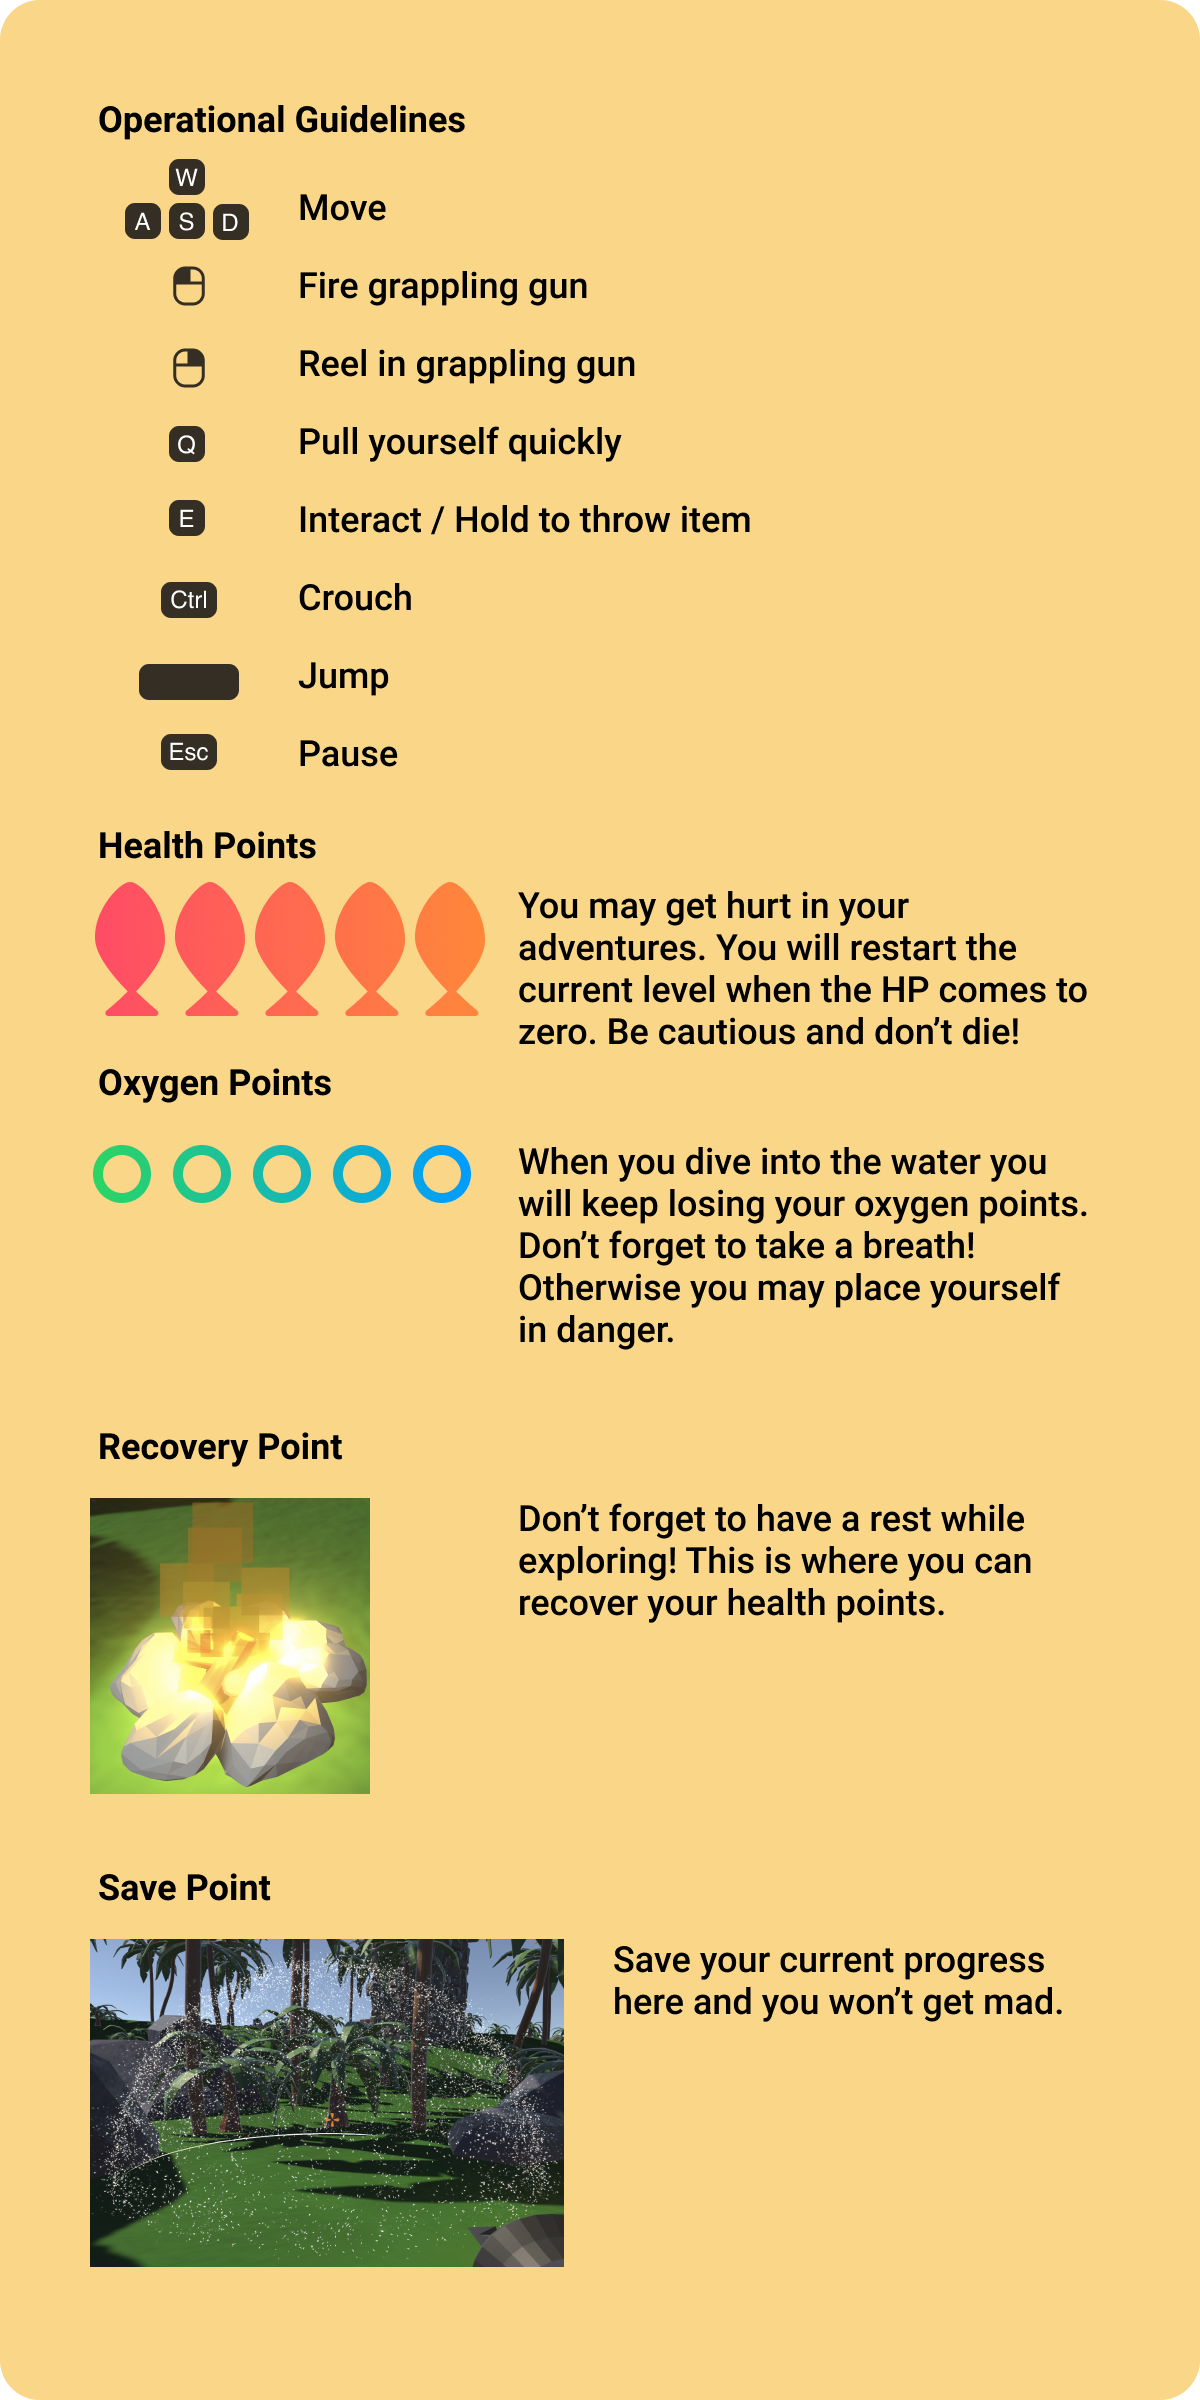 Operational Guidelines
W
A S D
Move
Fire grappling gun
Reel in grappling gun
Q
Pull yourself quickly
E
Interact / Hold to throw item
Ctrl
Crouch
Jump
Esc
Pause
Health Points
You may get hurt in your
adventures. You will restart the
current level when the HP comes to
zero. Be cautious and don’t die!
Oxygen Points
When you dive into the water you
will keep losing your oxygen points.
Don’t forget to take a breath!
Otherwise you may place yourself
in danger.
Recovery Point
Don’t forget to have a rest while
exploring! This is where you can
recover your health points.
Save Point
Save your current progress
here and you won’t get mad.